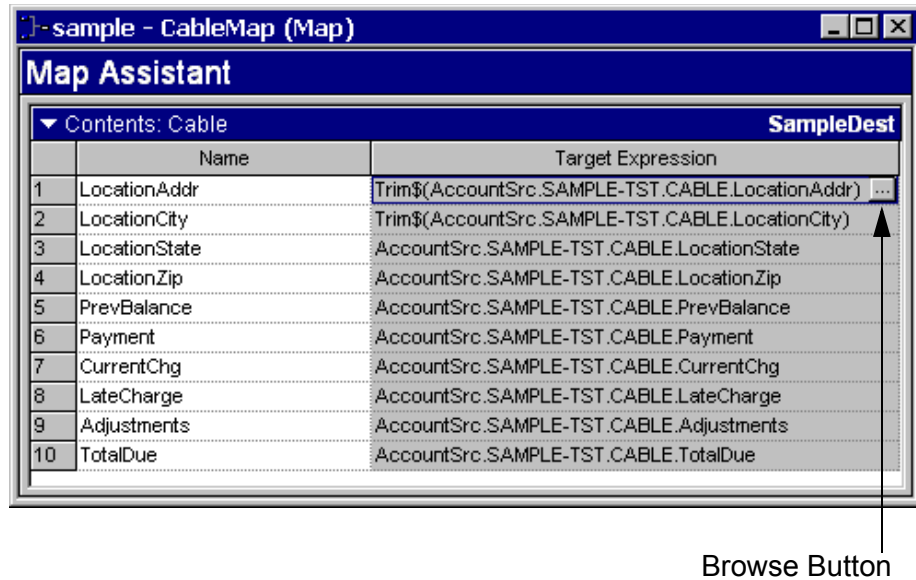 sample - CableMap (Map)
Map Assistant
Contents: Cable SampleDest
Name Target Expression
1 LocationAddr Trim$(AccountSrc.SAMPLE-TST.CABLE.LocationAddr) ...
2 LocationCity Trim$(AccountSrc.SAMPLE-TST.CABLE.LocationCity)
3 LocationState AccountSrc.SAMPLE-TST.CABLE.LocationState
4 LocationZip AccountSrc.SAMPLE-TST.CABLE.LocationZip
5 PrevBalance AccountSrc.SAMPLE-TST.CABLE.PrevBalance
6 Payment AccountSrc.SAMPLE-TST.CABLE.Payment
7 CurrentChg AccountSrc.SAMPLE-TST.CABLE.CurrentChg
8 LateCharge AccountSrc.SAMPLE-TST.CABLE.LateCharge
9 Adjustments AccountSrc.SAMPLE-TST.CABLE.Adjustments
10 TotalDue AccountSrc.SAMPLE-TST.CABLE.TotalDue
Browse Button